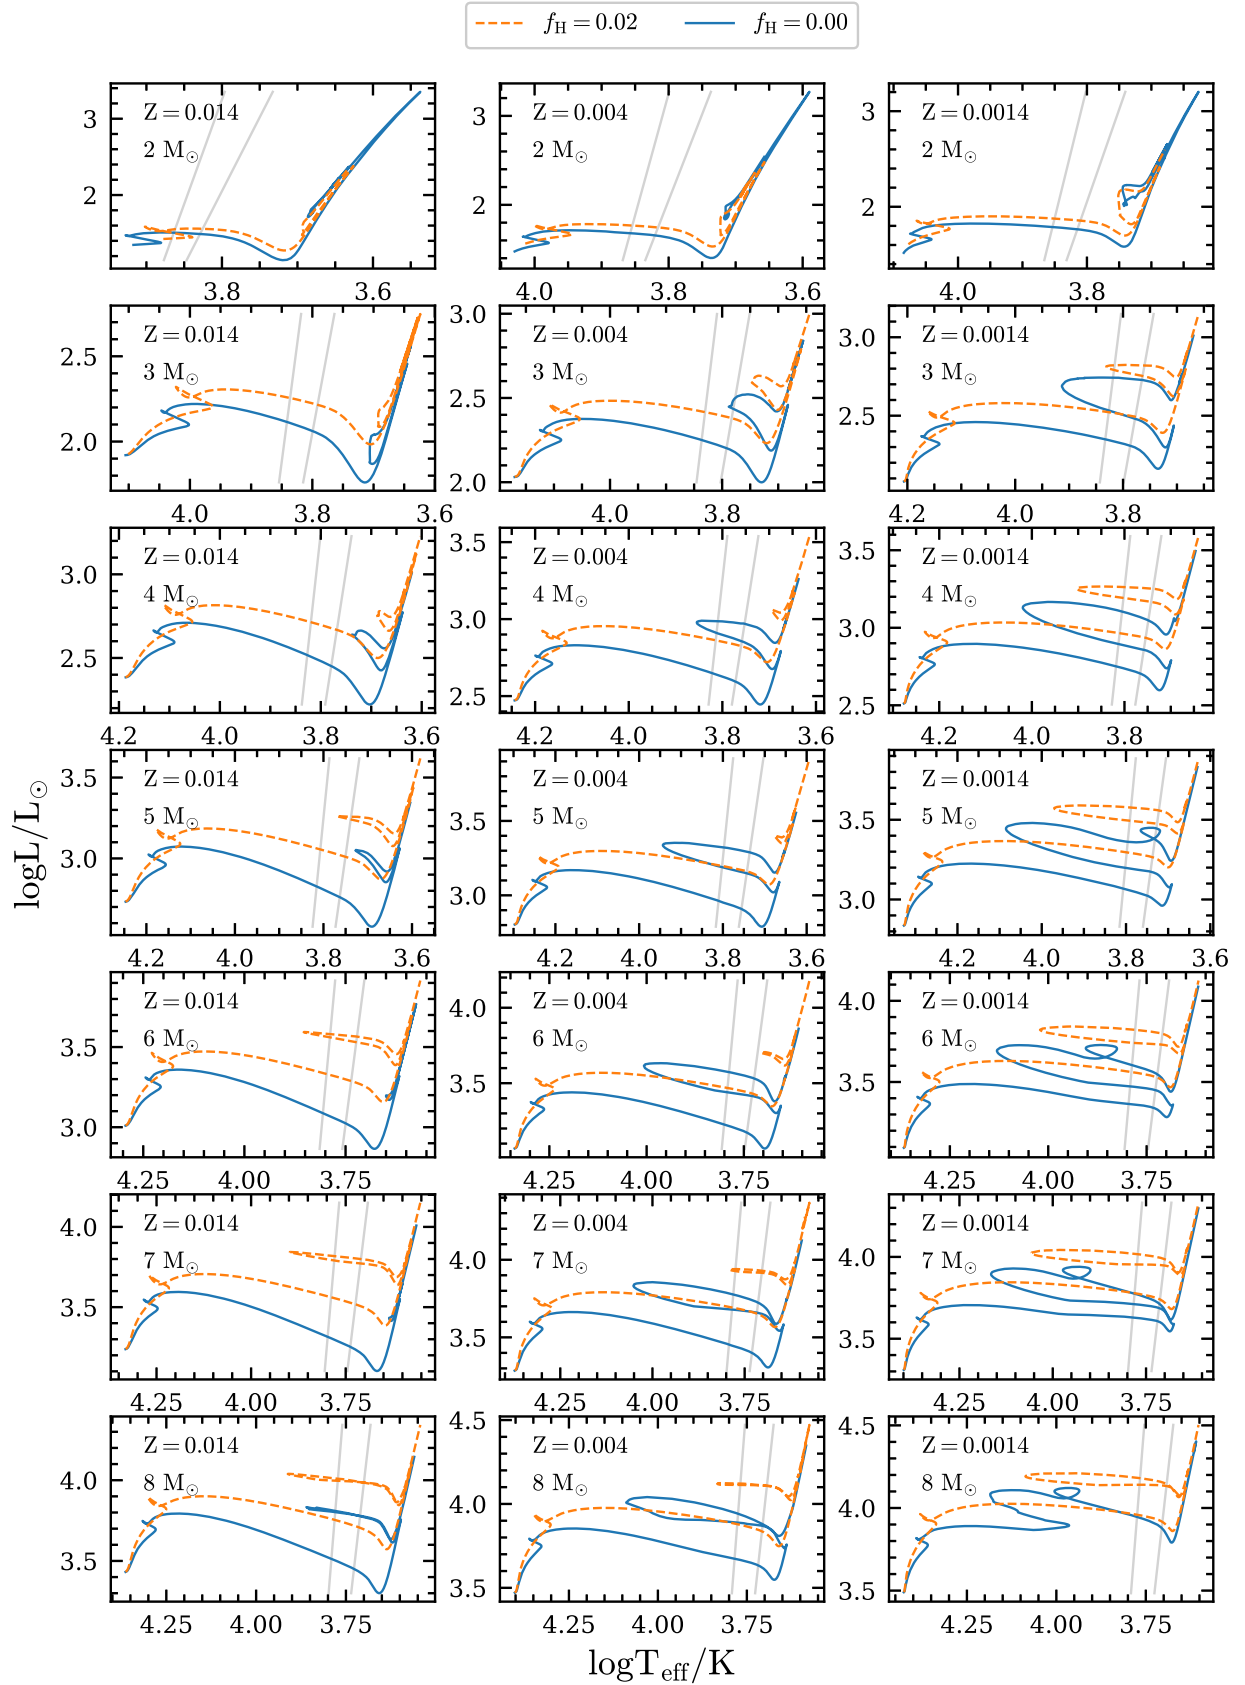 f_H = 0.02 f_H = 0.00
Z = 0.014 Z = 0.004 Z = 0.0014
2 M⊙ 2 M⊙ 2 M⊙
3 3 3
2 2 2
3.8 3.6 4.0 3.8 3.6 4.0 3.8
Z = 0.014 Z = 0.004 Z = 0.0014
3 M⊙ 3 M⊙ 3 M⊙
2.5 2.0 3.0 2.5 2.0 3.0 2.5
4.0 3.8 3.6 4.0 3.8 4.2 4.0 3.8
Z = 0.014 Z = 0.004 Z = 0.0014
4 M⊙ 4 M⊙ 4 M⊙
3.0 2.5 3.5 3.0 2.5 3.5 3.0 2.5
4.2 4.0 3.8 3.6 4.2 4.0 3.8 4.2 4.0 3.8
Z = 0.014 Z = 0.004 Z = 0.0014
5 M⊙ 5 M⊙ 5 M⊙
3.5 3.0 3.5 3.0 3.5 3.0
4.2 4.0 3.8 3.6 4.2 4.0 3.8 3.6 4.2 4.0 3.8 3.6
logL/L⊙
Z = 0.014 Z = 0.004 Z = 0.0014
6 M⊙ 6 M⊙ 6 M⊙
3.5 3.0 4.0 3.5 4.0 3.5
4.25 4.00 3.75 4.25 4.00 3.75 4.25 4.00 3.75
Z = 0.014 Z = 0.004 Z = 0.0014
7 M⊙ 7 M⊙ 7 M⊙
4.0 3.5 4.0 3.5 4.0 3.5
4.25 4.00 3.75 4.25 4.00 3.75 4.25 4.00 3.75
Z = 0.014 Z = 0.004 Z = 0.0014
8 M⊙ 8 M⊙ 8 M⊙
4.0 3.5 4.5 4.0 3.5 4.5 4.0 3.5
4.25 4.00 3.75 4.25 4.00 3.75 4.25 4.00 3.75
logT_eff/K